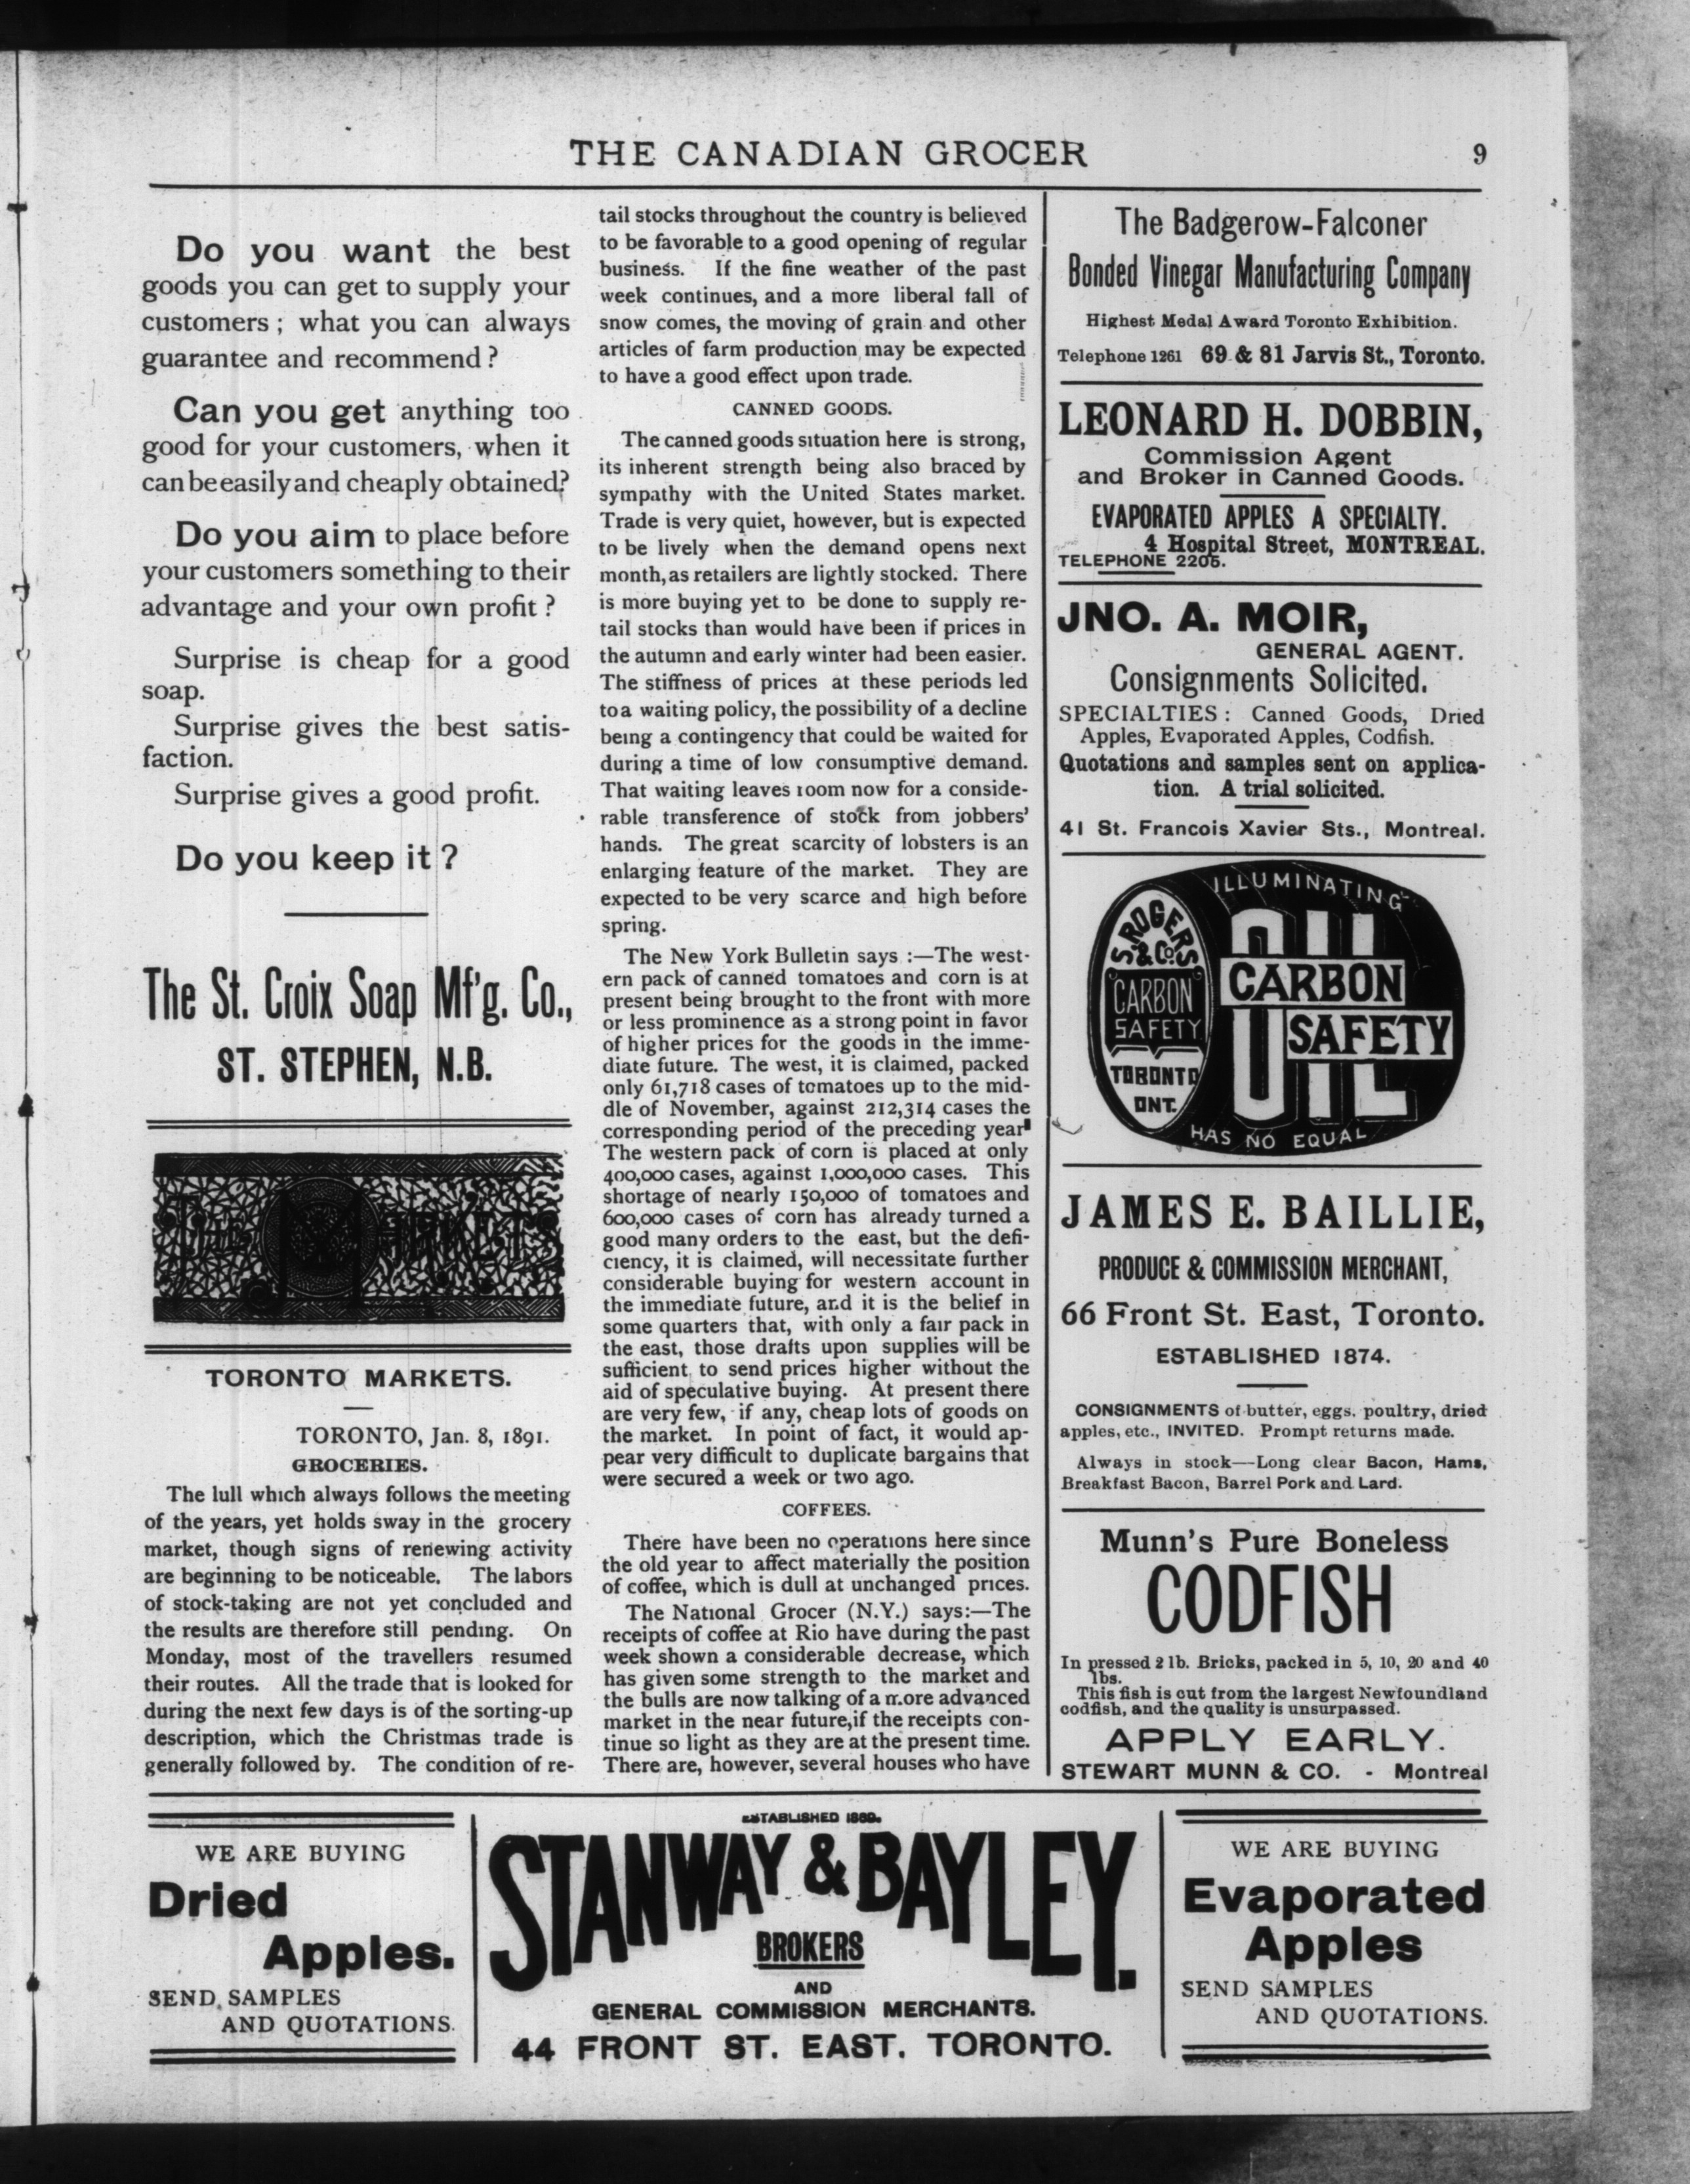 THE CANADIAN GROCER
9
Do you want the best
goods you can get to supply your
customers ; what you can always
guarantee and recommend ?
Can you get anything too
good for your customers, when it
can be easily and cheaply obtained?
Do you aim to place before
your customers something to their
advantage and your own profit ?
Surprise is cheap for a good
soap.
Surprise gives the best satis-
faction.
Surprise gives a good profit.
Do you keep it ?
The St. Croix Soap Mf'g. Co.,
ST. STEPHEN, N.B.
THE MARKETS
TORONTO MARKETS.
TORONTO, Jan. 8, 1891.
GROCERIES.
The lull which always follows the meeting
of the years, yet holds sway in the grocery
market, though signs of renewing activity
are beginning to be noticeable. The labors
of stock-taking are not yet concluded and
the results are therefore still pending. On
Monday, most of the travellers resumed
their routes. All the trade that is looked for
during the next few days is of the sorting-up
description, which the Christmas trade is
generally followed by. The condition of re-
tail stocks throughout the country is believed
to be favorable to a good opening of regular
business. If the fine weather of the past
week continues, and a more liberal fall of
snow comes, the moving of grain and other
articles of farm production may be expected
to have a good effect upon trade.
CANNED GOODS.
The canned goods situation here is strong,
its inherent strength being also braced by
sympathy with the United States market.
Trade is very quiet, however, but is expected
to be lively when the demand opens next
month, as retailers are lightly stocked. There
is more buying yet to be done to supply re-
tail stocks than would have been if prices in
the autumn and early winter had been easier.
The stiffness of prices at these periods led
to a waiting policy, the possibility of a decline
being a contingency that could be waited for
during a time of low consumptive demand.
That waiting leaves room now for a conside-
rable transference of stock from jobbers'
hands. The great scarcity of lobsters is an
enlarging feature of the market. They are
expected to be very scarce and high before
spring.
The New York Bulletin says :—The west-
ern pack of canned tomatoes and corn is at
present being brought to the front with more
or less prominence as a strong point in favor
of higher prices for the goods in the imme-
diate future. The west, it is claimed, packed
only 61,718 cases of tomatoes up to the mid-
dle of November, against 212,314 cases the
corresponding period of the preceding year
The western pack of corn is placed at only
400,000 cases, against 1,000,000 cases. This
shortage of nearly 150,000 of tomatoes and
600,000 cases of corn has already turned a
good many orders to the east, but the defi-
ciency, it is claimed, will necessitate further
considerable buying for western account in
the immediate future, and it is the belief in
some quarters that, with only a fair pack in
the east, those drafts upon supplies will be
sufficient to send prices higher without the
aid of speculative buying. At present there
are very few, if any, cheap lots of goods on
the market. In point of fact, it would ap-
pear very difficult to duplicate bargains that
were secured a week or two ago.
COFFEES.
There have been no operations here since
the old year to affect materially the position
of coffee, which is dull at unchanged prices.
The National Grocer (N.Y.) says:—The
receipts of coffee at Rio have during the past
week shown a considerable decrease, which
has given some strength to the market and
the bulls are now talking of a more advanced
market in the near future, if the receipts con-
tinue so light as they are at the present time.
There are, however, several houses who have
The Badgerow-Falconer
Bonded Vinegar Manufacturing Company
Highest Medal Award Toronto Exhibition.
Telephone 1261 69 & 81 Jarvis St., Toronto.
LEONARD H. DOBBIN,
Commission Agent
and Broker in Canned Goods.
EVAPORATED APPLES A SPECIALTY.
4 Hospital Street, MONTREAL.
TELEPHONE 2205.
JNO. A. MOIR,
GENERAL AGENT.
Consignments Solicited.
SPECIALTIES : Canned Goods, Dried
Apples, Evaporated Apples, Codfish.
Quotations and samples sent on applica-
tion. A trial solicited.
41 St. Francois Xavier Sts., Montreal.
S. ROGERS
& Co's
CARBON
SAFETY
TORONTO
ONT.
ILLUMINATING
OIL
CARBON
SAFETY
OIL
HAS NO EQUAL
JAMES E. BAILLIE,
PRODUCE & COMMISSION MERCHANT,
66 Front St. East, Toronto.
ESTABLISHED 1874.
CONSIGNMENTS of butter, eggs. poultry, dried
apples, etc., INVITED. Prompt returns made.
Always in stock—Long clear Bacon, Hams,
Breakfast Bacon, Barrel Pork and Lard.
Munn's Pure Boneless
CODFISH
In pressed 2 lb. Bricks, packed in 5, 10, 20 and 40
lbs.
This fish is cut from the largest Newfoundland
codfish, and the quality is unsurpassed.
APPLY EARLY.
STEWART MUNN & CO. - Montreal
WE ARE BUYING
Dried
Apples.
SEND SAMPLES
AND QUOTATIONS.
ESTABLISHED
STANWAY & BAYLEY.
BROKERS
AND
GENERAL COMMISSION MERCHANTS.
44 FRONT ST. EAST. TORONTO.
WE ARE BUYING
Evaporated
Apples
SEND SAMPLES
AND QUOTATIONS.